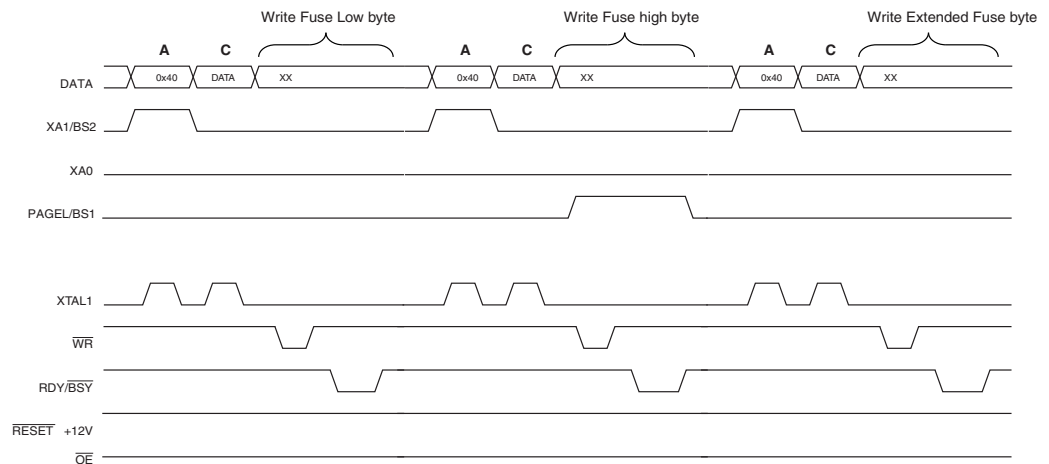 Write Fuse Low byte Write Fuse high byte Write Extended Fuse byte
A C A C A C
DATA 0x40 DATA XX 0x40 DATA XX 0x40 DATA XX
XA1/BS2
XA0
PAGEL/BS1
XTAL1
WR
RDY/BSY
RESET +12V
OE